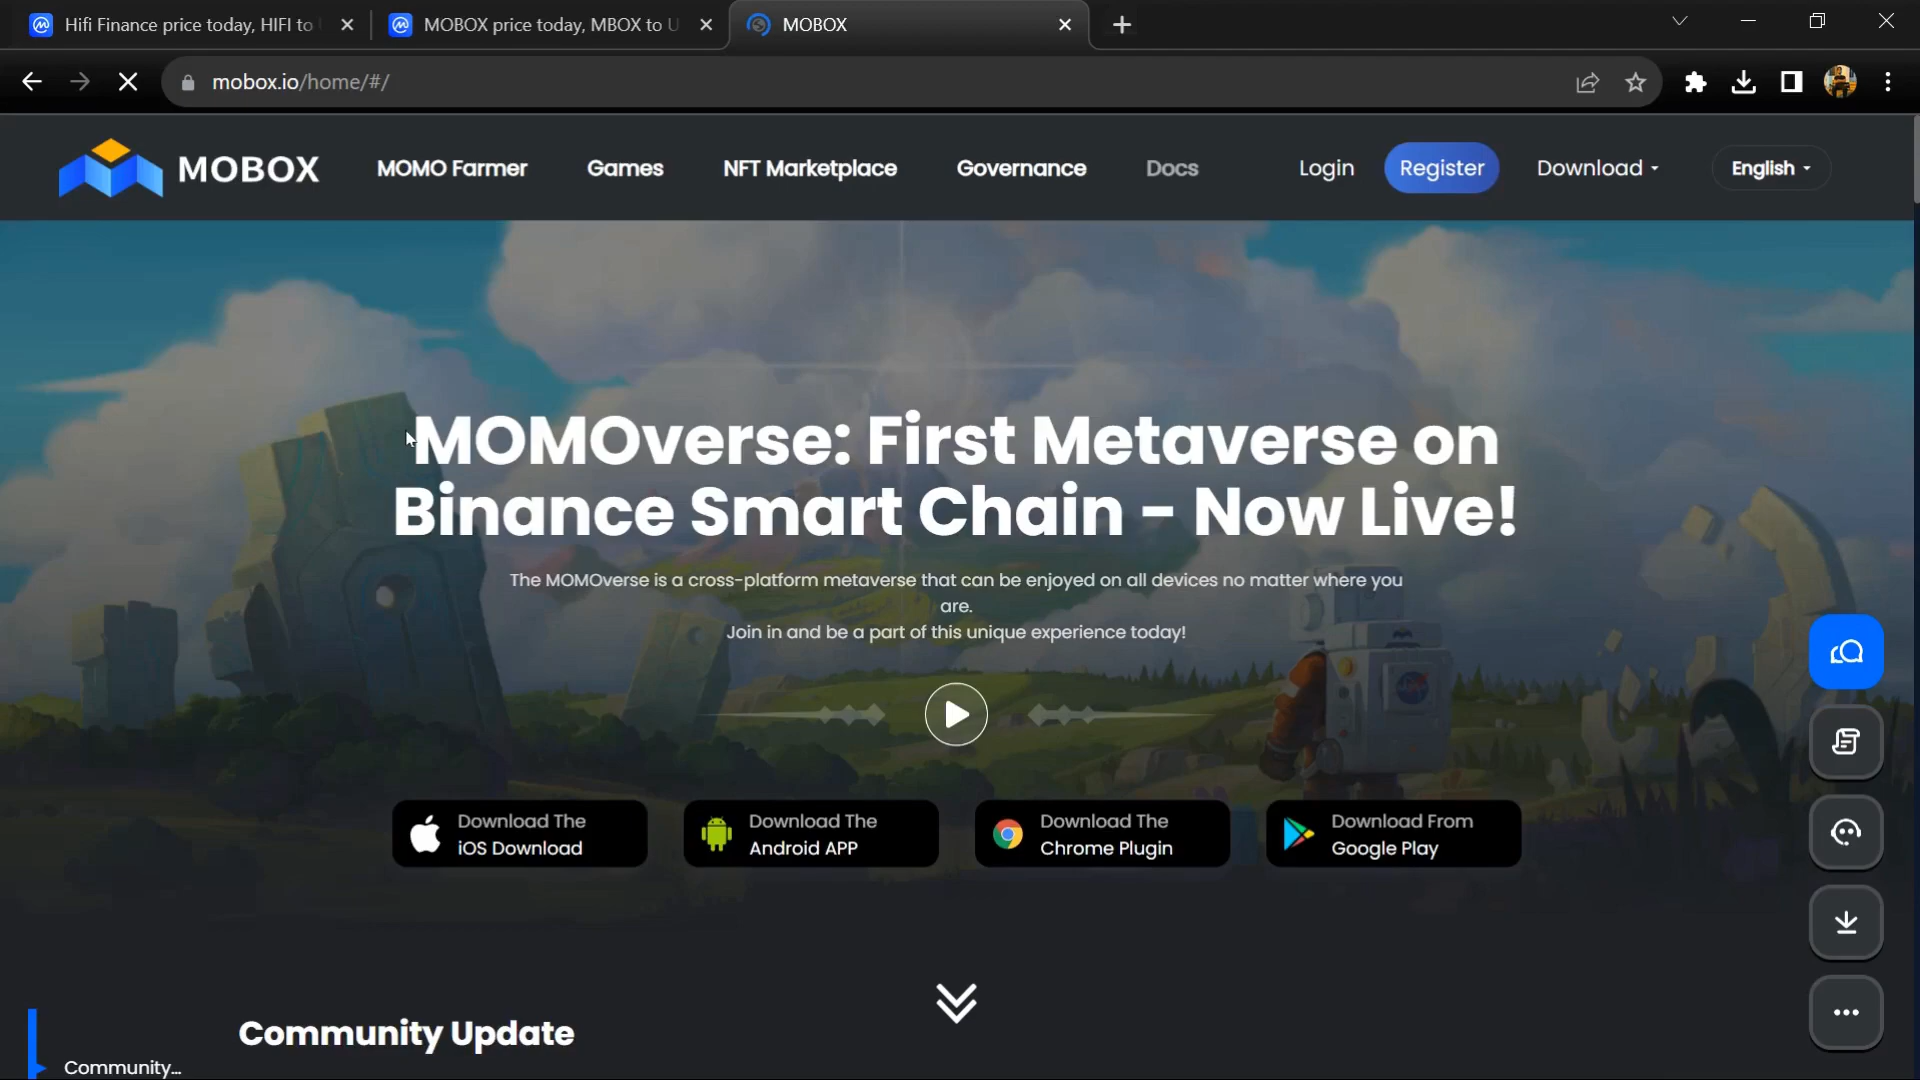 Hifi Finance price today, HIFI to
MOBOX price today, MBOX to U
MOBOX
mobox.io/home/#/
MOBOX
MOMO Farmer
Games
NFT Marketplace
Governance
Docs
Login
Register
Download
English
MOMOverse: First Metaverse on
Binance Smart Chain - Now Live!
The MOMOverse is a cross-platform metaverse that can be enjoyed on all devices no matter where you
are.
Join in and be a part of this unique experience today!
Download The
iOS Download
Download The
Android APP
Download The
Chrome Plugin
Download From
Google Play
Community Update
Community...